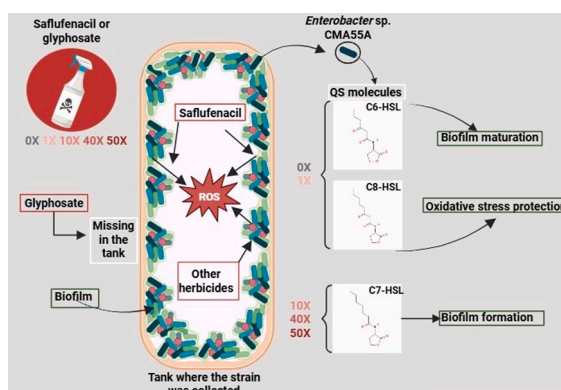 Saflufenacil or
glyphosate
0X 1X 10X 40X 50X
Glyphosate
Missing
in the
tank
Biofilm
Saflufenacil
ROS
Other
herbicides
Tank where the strain
was collected
Enterobacter sp.
CMA55A
QS molecules
C6-HSL
0X
1X
C8-HSL
Biofilm maturation
Oxidative stress protection
C7-HSL
10X
40X
50X
Biofilm formation